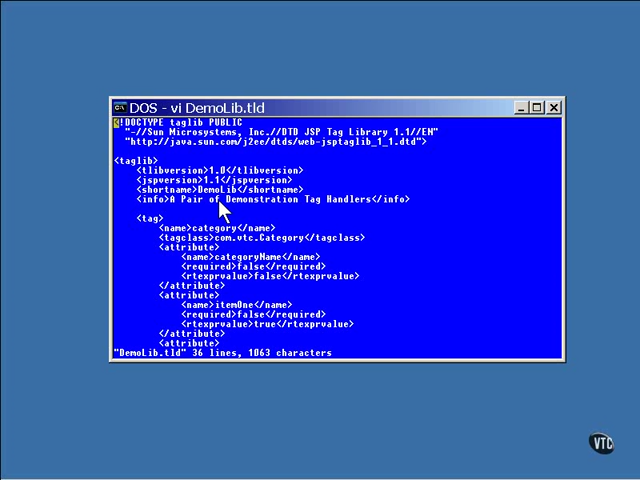 DOS - vi DemoLib.tld
<!DOCTYPE taglib PUBLIC
"-//Sun Microsystems, Inc.//DTD JSP Tag Library 1.1//EN"
"http://java.sun.com/j2ee/dtds/web-jsptaglib_1_1.dtd">
<taglib>
<tlibversion>1.0</tlibversion>
<jspversion>1.1</jspversion>
<shortname>DemoLib</shortname>
<info>A Pair of Demonstration Tag Handlers</info>
<tag>
<name>category</name>
<tagclass>com.vtc.Category</tagclass>
<attribute>
<name>categoryName</name>
<required>false</required>
<rtexprvalue>false</rtexprvalue>
</attribute>
<attribute>
<name>itemOne</name>
<required>false</required>
<rtexprvalue>true</rtexprvalue>
</attribute>
<attribute>
"DemoLib.tld" 36 lines, 1063 characters
VTC